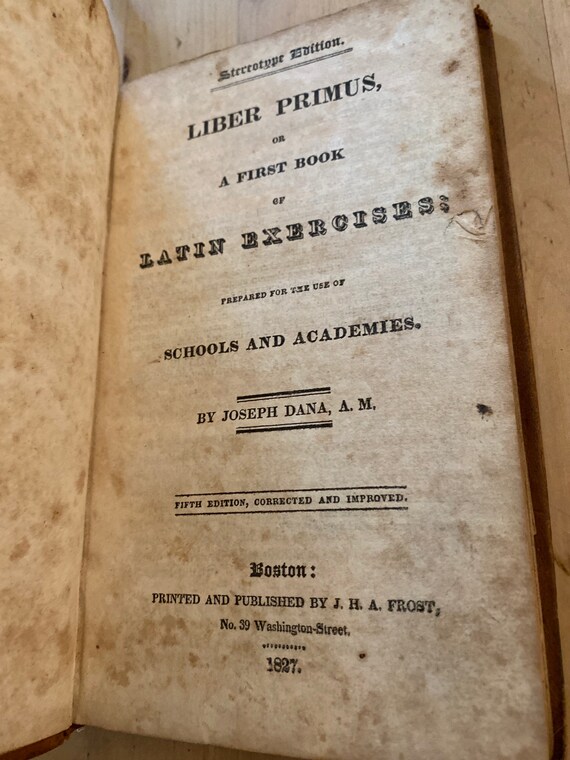 Stereotype Edition.
LIBER PRIMUS,
OR
A FIRST BOOK
OF
LATIN EXERCISES:
PREPARED FOR THE USE OF
SCHOOLS AND ACADEMIES.
BY JOSEPH DANA, A. M.
FIFTH EDITION, CORRECTED AND IMPROVED.
Boston:
PRINTED AND PUBLISHED BY J. H. A. FROST,
No. 39 Washington-Street.
1827.